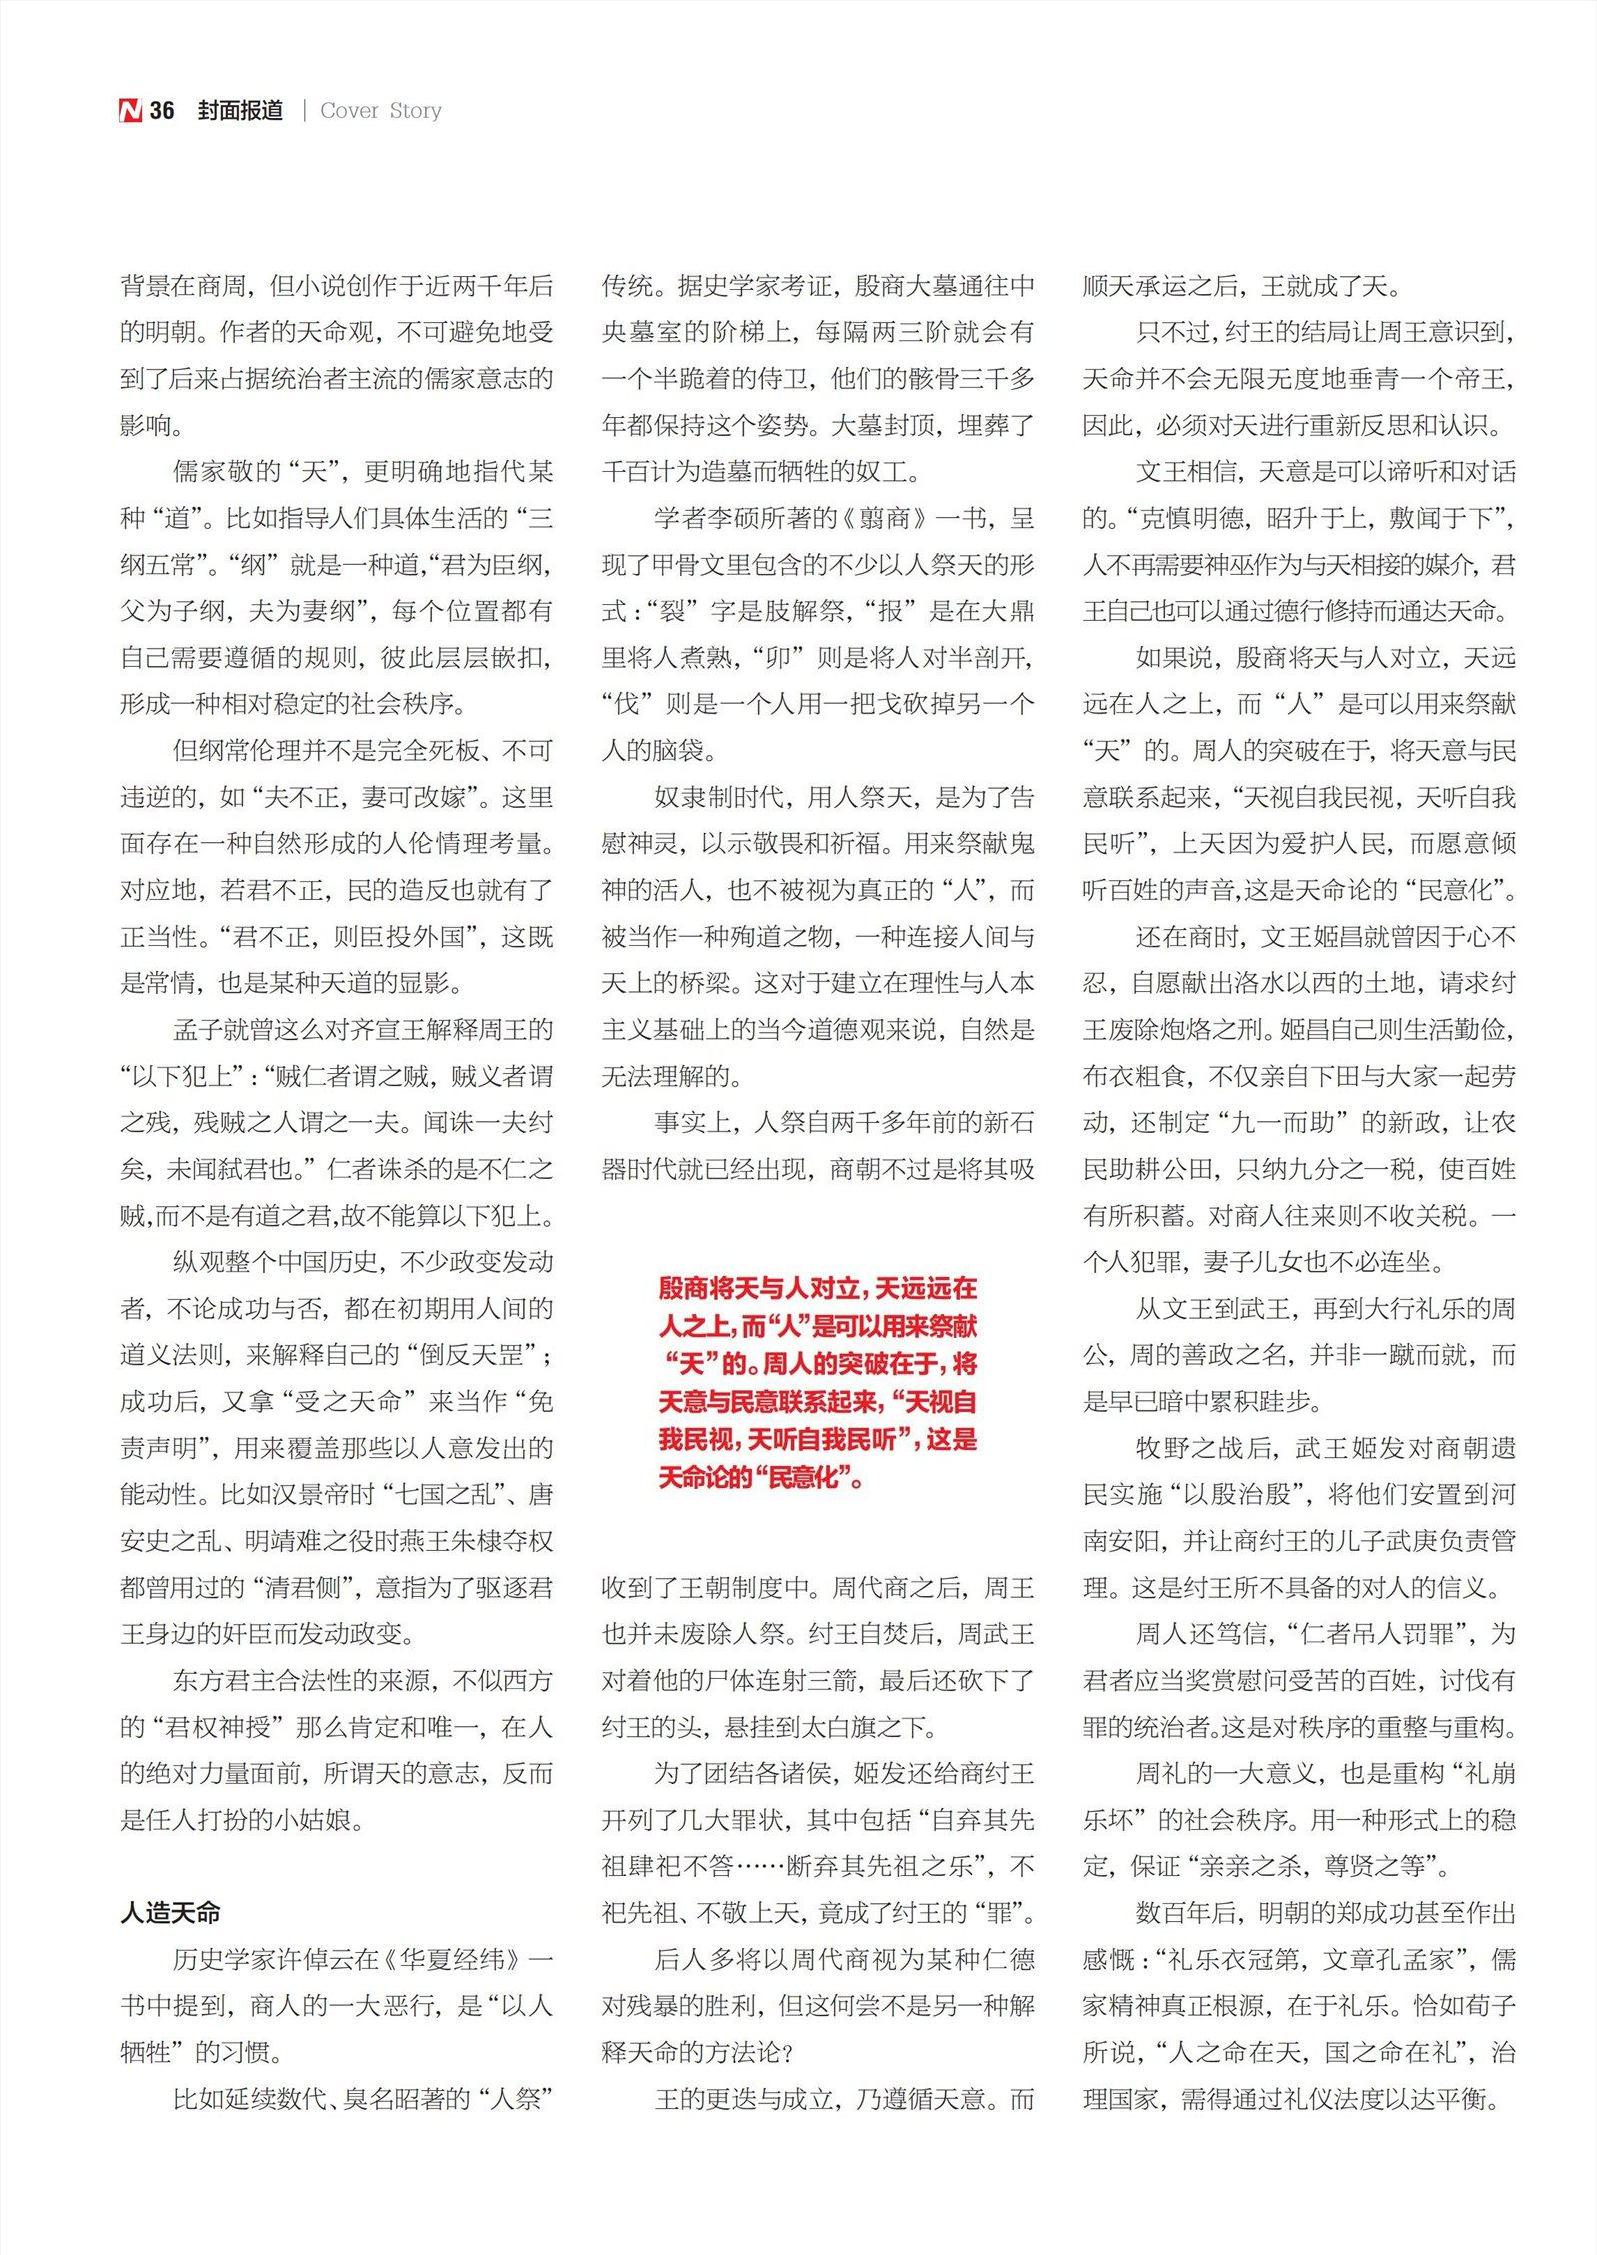 N 36 封面报道 | Cover Story
背景在商周，但小说创作于近两千年后
的明朝。作者的天命观，不可避免地受
到了后来占据统治者主流的儒家意志的
影响。
儒家敬的“天”，更明确地指代某
种“道”。比如指导人们具体生活的“三
纲五常”。“纲”就是一种道，“君为臣纲，
父为子纲，夫为妻纲”，每个位置都有
自己需要遵循的规则，彼此层层嵌扣，
形成一种相对稳定的社会秩序。
但纲常伦理并不是完全死板、不可
违逆的，如“夫不正，妻可改嫁”。这里
面存在一种自然形成的人伦情理考量。
对应地，若君不正，民的造反也就有了
正当性。“君不正，则臣投外国”，这既
是常情，也是某种天道的显影。
孟子就曾这么对齐宣王解释周王的
“以下犯上”：“贼仁者谓之贼，贼义者谓
之残，残贼之人谓之一夫。闻诛一夫纣
矣，未闻弑君也。”仁者诛杀的是不仁之
贼，而不是有道之君，故不能算以下犯上。
纵观整个中国历史，不少政变发动
者，不论成功与否，都在初期用人间的
道义法则，来解释自己的“倒反天罡”；
成功后，又拿“受之天命”来当作“免
责声明”，用来覆盖那些以人意发出的
能动性。比如汉景帝时“七国之乱”、唐
安史之乱、明靖难之役时燕王朱棣夺权
都曾用过的“清君侧”，意指为了驱逐君
王身边的奸臣而发动政变。
东方君主合法性的来源，不似西方
的“君权神授”那么肯定和唯一，在人
的绝对力量面前，所谓天的意志，反而
是任人打扮的小姑娘。
人造天命
历史学家许倬云在《华夏经纬》一
书中提到，商人的一大恶行，是“以人
牺牲”的习惯。
比如延续数代、臭名昭著的“人祭”
传统。据史学家考证，殷商大墓通往中
央墓室的阶梯上，每隔两三阶就会有
一个半跪着的侍卫，他们的骸骨三千多
年都保持这个姿势。大墓封顶，埋葬了
千百计为造墓而牺牲的奴工。
学者李硕所著的《翦商》一书，呈
现了甲骨文里包含的不少以人祭天的形
式：“裂”字是肢解祭，“报”是在大鼎
里将人煮熟，“卯”则是将人对半剖开，
“伐”则是一个人用一把戈砍掉另一个
人的脑袋。
奴隶制时代，用人祭天，是为了告
慰神灵，以示敬畏和祈福。用来祭献鬼
神的活人，也不被视为真正的“人”，而
被当作一种殉道之物，一种连接人间与
天上的桥梁。这对于建立在理性与人本
主义基础上的当今道德观来说，自然是
无法理解的。
事实上，人祭自两千多年前的新石
器时代就已经出现，商朝不过是将其吸
殷商将天与人对立，天远远在
人之上，而“人”是可以用来祭献
“天”的。周人的突破在于，将
天意与民意联系起来，“天视自
我民视，天听自我民听”，这是
天命论的“民意化”。
收到了王朝制度中。周代商之后，周王
也并未废除人祭。纣王自焚后，周武王
对着他的尸体连射三箭，最后还砍下了
纣王的头，悬挂到太白旗之下。
为了团结各诸侯，姬发还给商纣王
开列了几大罪状，其中包括“自弃其先
祖肆祀不答……断弃其先祖之乐”，不
祀先祖、不敬上天，竟成了纣王的“罪”。
后人多将以周代商视为某种仁德
对残暴的胜利，但这何尝不是另一种解
释天命的方法论？
王的更迭与成立，乃遵循天意。而
顺天承运之后，王就成了天。
只不过，纣王的结局让周王意识到，
天命并不会无限无度地垂青一个帝王，
因此，必须对天进行重新反思和认识。
文王相信，天意是可以谛听和对话
的。“克慎明德，昭升于上，敷闻于下”，
人不再需要神巫作为与天相接的媒介，君
王自己也可以通过德行修持而通达天命。
如果说，殷商将天与人对立，天远
远在人之上，而“人”是可以用来祭献
“天”的。周人的突破在于，将天意与民
意联系起来，“天视自我民视，天听自我
民听”，上天因为爱护人民，而愿意倾
听百姓的声音，这是天命论的“民意化”。
还在商时，文王姬昌就曾因于心不
忍，自愿献出洛水以西的土地，请求纣
王废除炮烙之刑。姬昌自己则生活勤俭，
布衣粗食，不仅亲自下田与大家一起劳
动，还制定“九一而助”的新政，让农
民助耕公田，只纳九分之一税，使百姓
有所积蓄。对商人往来则不收关税。一
个人犯罪，妻子儿女也不必连坐。
从文王到武王，再到大行礼乐的周
公，周的善政之名，并非一蹴而就，而
是早已暗中累积跬步。
牧野之战后，武王姬发对商朝遗
民实施“以殷治殷”，将他们安置到河
南安阳，并让商纣王的儿子武庚负责管
理。这是纣王所不具备的对人的信义。
周人还笃信，“仁者吊人罚罪”，为
君者应当奖赏慰问受苦的百姓，讨伐有
罪的统治者。这是对秩序的重整与重构。
周礼的一大意义，也是重构“礼崩
乐坏”的社会秩序。用一种形式上的稳
定，保证“亲亲之杀，尊贤之等”。
数百年后，明朝的郑成功甚至作出
感慨：“礼乐衣冠第，文章孔孟家”，儒
家精神真正根源，在于礼乐。恰如荀子
所说，“人之命在天，国之命在礼”，治
理国家，需得通过礼仪法度以达平衡。